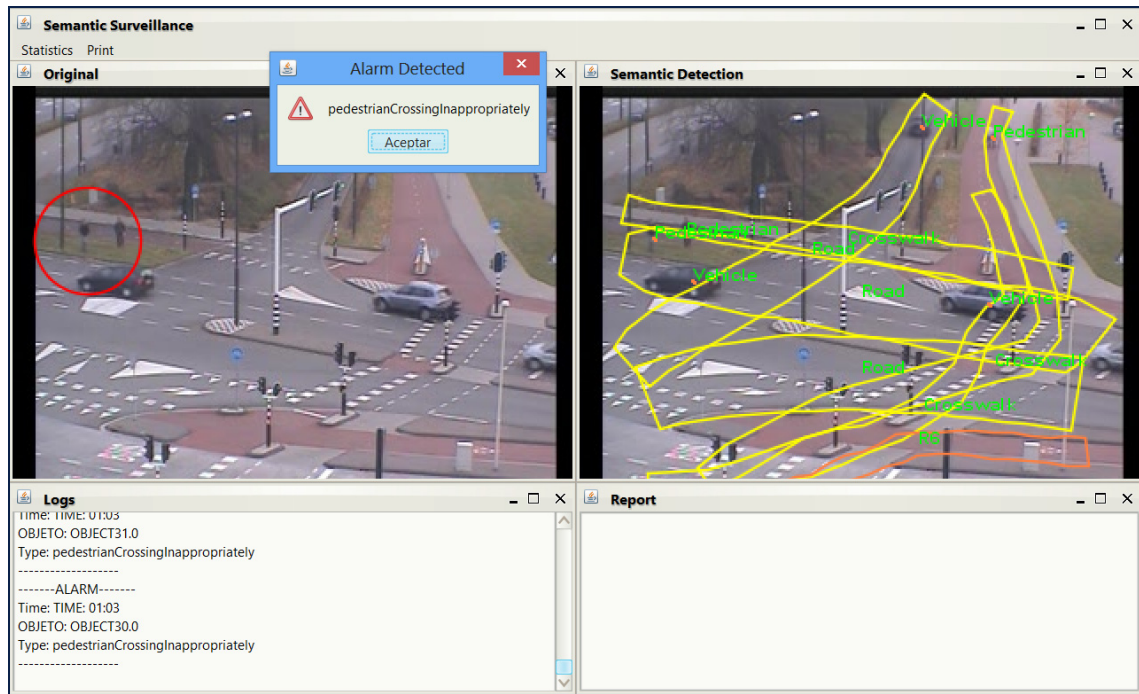 Semantic Surveillance
Statistics Print
Original
Alarm Detected
pedestrianCrossingInappropriately
Aceptar
Semantic Detection
Vehicle
Pedestrian
Pedestrian
Pedestrian
Crosswalk
Road
Vehicle
Road
Vehicle
Road
Crosswalk
Crosswalk
Logs
Time: TIME: 01:03
OBJETO: OBJECT31.0
Type: pedestrianCrossingInappropriately
-------------------
-------ALARM-------
Time: TIME: 01:03
OBJETO: OBJECT30.0
Type: pedestrianCrossingInappropriately
-------------------
Report